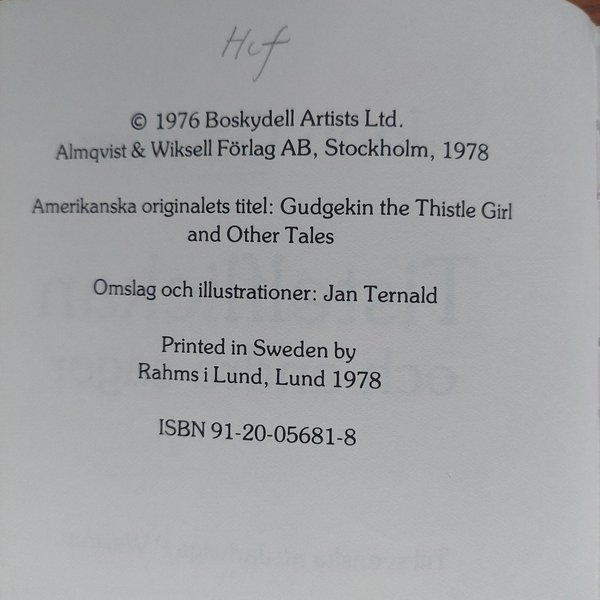 Hcf
© 1976 Boskydell Artists Ltd.
Almqvist & Wiksell Förlag AB, Stockholm, 1978
Amerikanska originalets titel: Gudgekin the Thistle Girl
and Other Tales
Omslag och illustrationer: Jan Ternald
Printed in Sweden by
Rahms i Lund, Lund 1978
ISBN 91-20-05681-8